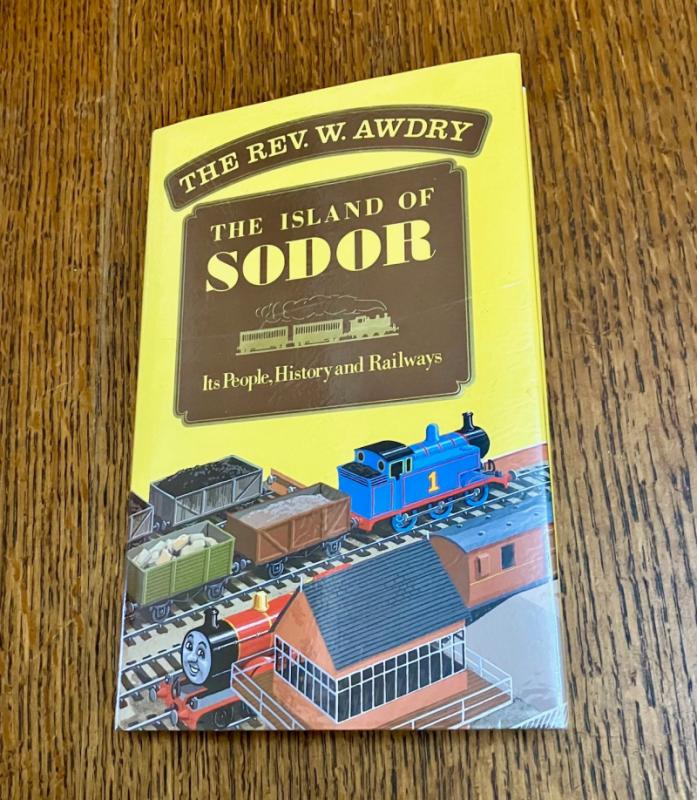 THE REV. W. AWDRY
THE ISLAND OF
SODOR
Its People, History and Railways
1